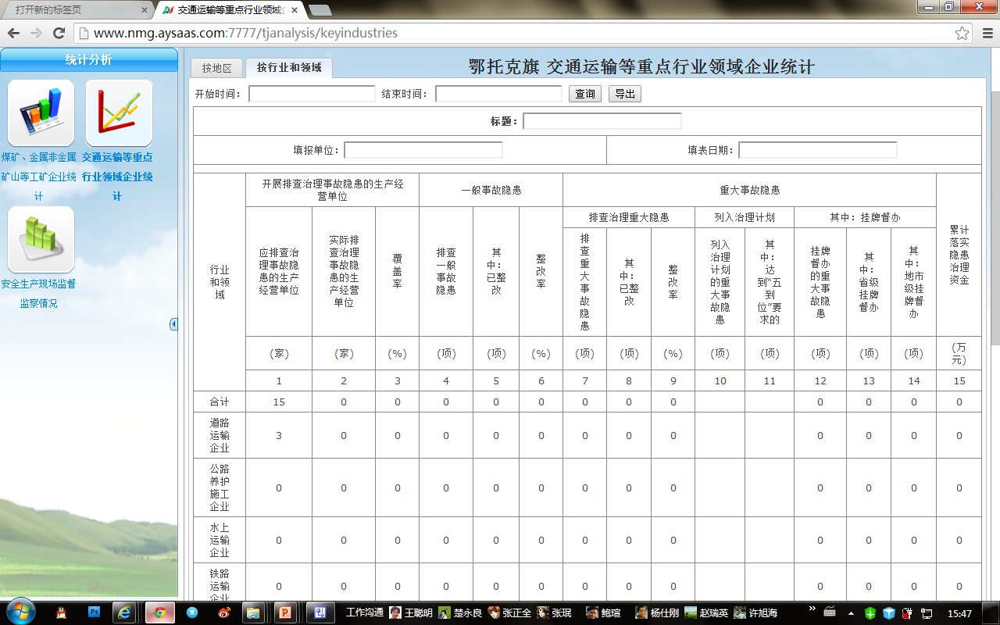 打开新的标签页
交通运输等重点行业领域企
www.nmg.aysaas.com:7777/tjanalysis/keyindustries
统计分析
煤矿、金属非金属
矿山等工矿企业统
计
交通运输等重点
行业领域企业统
计
安全生产现场监督
监察情况
按地区
按行业和领域
鄂托克旗 交通运输等重点行业领域企业统计
开始时间：
结束时间：
查询
导出
标题：
填报单位：
填表日期：
行业
和领
域
开展排查治理事故隐患的生产经
营单位
一般事故隐患
重大事故隐患
累计
落实
隐患
治理
资金
排查治理重大隐患
列入治理计划
其中：挂牌督办
应排查治
理事故隐
患的生产
经营单位
实际排
查治理
事故隐
患的生
产经营
单位
覆
盖
率
排查
一般
事故
隐患
其
中：
已整
改
整
改
率
排
查
重
大
事
故
隐
患
其
中：
已整
改
整
改
率
列入
治理
计划
的重
大事
故隐
患
其
中：
达
到“五
到
位”要
求的
挂牌
督办
的重
大事
故隐
患
其
中：
省级
挂牌
督办
其
中：
地市
级挂
牌督
办
(家) (家) (%) (项) (项) (%) (项) (项) (%) (项) (项) (项) (项) (项)
(万
元)
1 2 3 4 5 6 7 8 9 10 11 12 13 14 15
合计 15 0 0 0 0 0 0 0 0 0 0 0 0
道路
运输
企业
3 0 0 0 0 0 0 0 0 0 0 0 0
公路
养护
施工
企业
0 0 0 0 0 0 0 0 0 0 0 0 0
水上
运输
企业
0 0 0 0 0 0 0 0 0 0 0 0 0
铁路
运输
企业
0 0 0 0 0 0 0 0 0 0 0 0 0
工作沟通 王聪明 楚永良 张正全 张珉 鲍瑄 杨仕刚 赵瑞英 许旭海
15:47